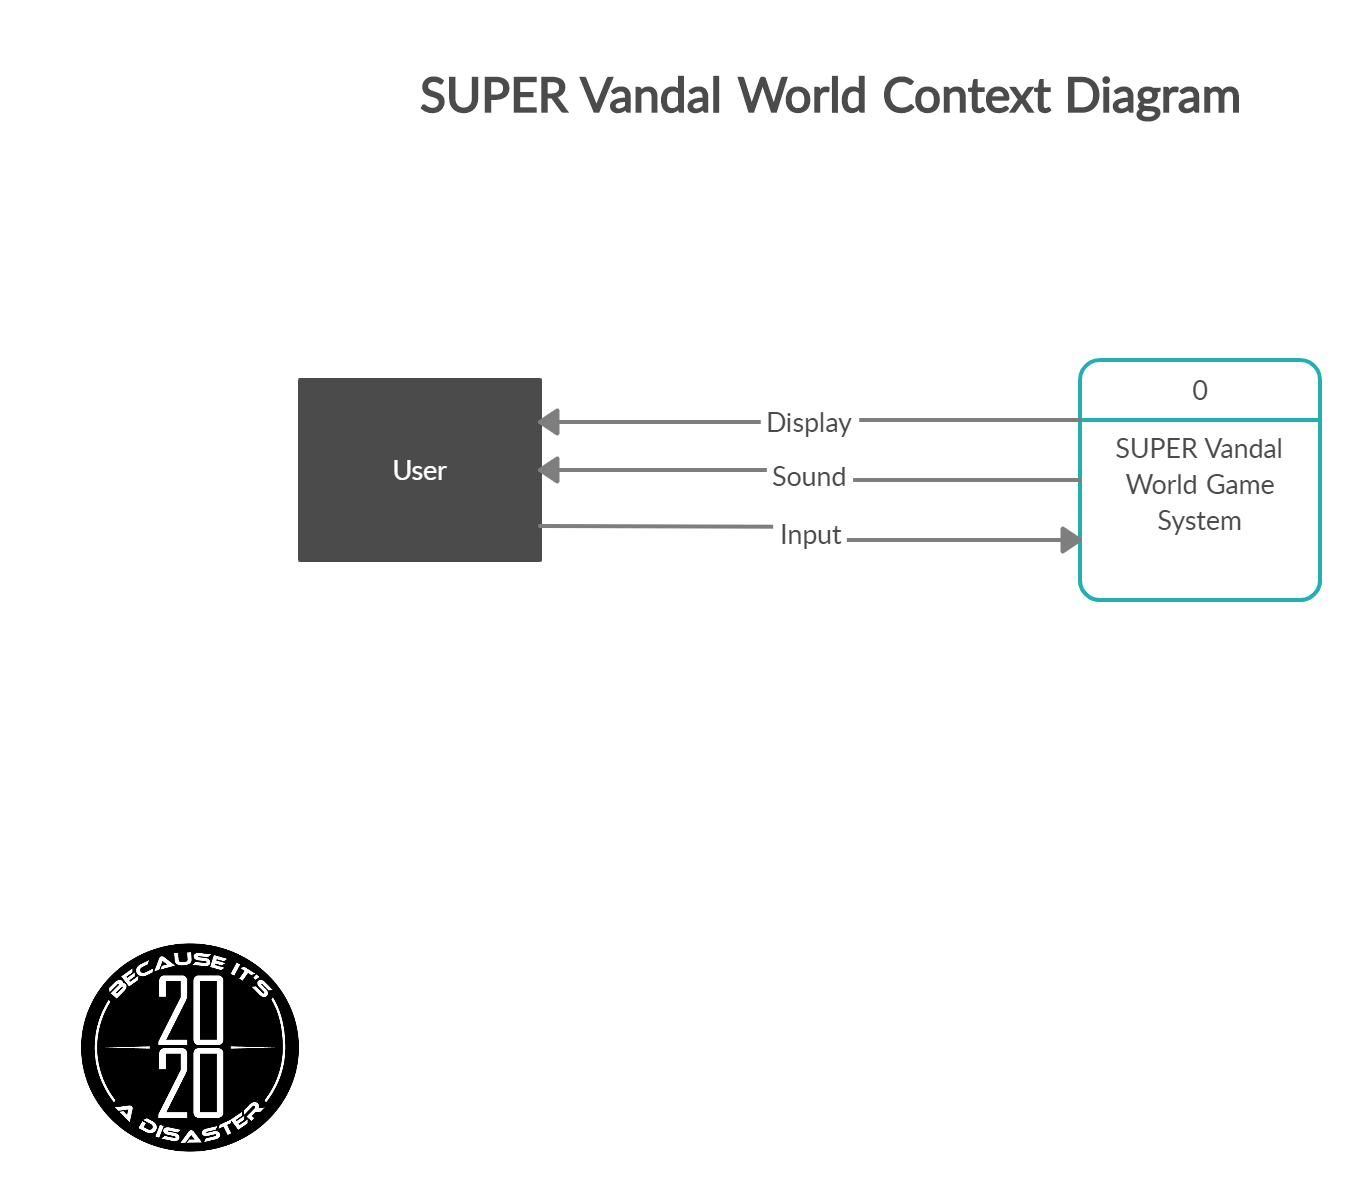 SUPER Vandal World Context Diagram
0
Display
SUPER Vandal
World Game
System
User
Sound
Input
BECAUSE IT'S
20
20
A DISASTER